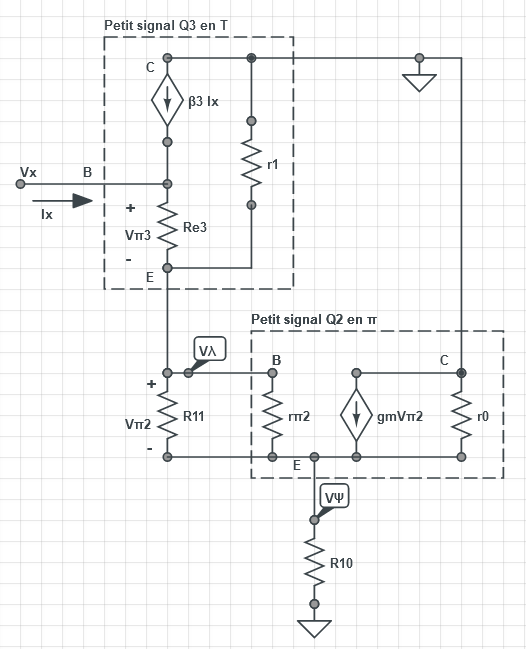 Petit signal Q3 en T
C
β3 Ix
Vx
B
r1
Ix
+
Vπ3
Re3
-
E
Petit signal Q2 en π
Vλ
B
C
+
Vπ2
R11
rπ2
gmVπ2
r0
-
E
VΨ
R10